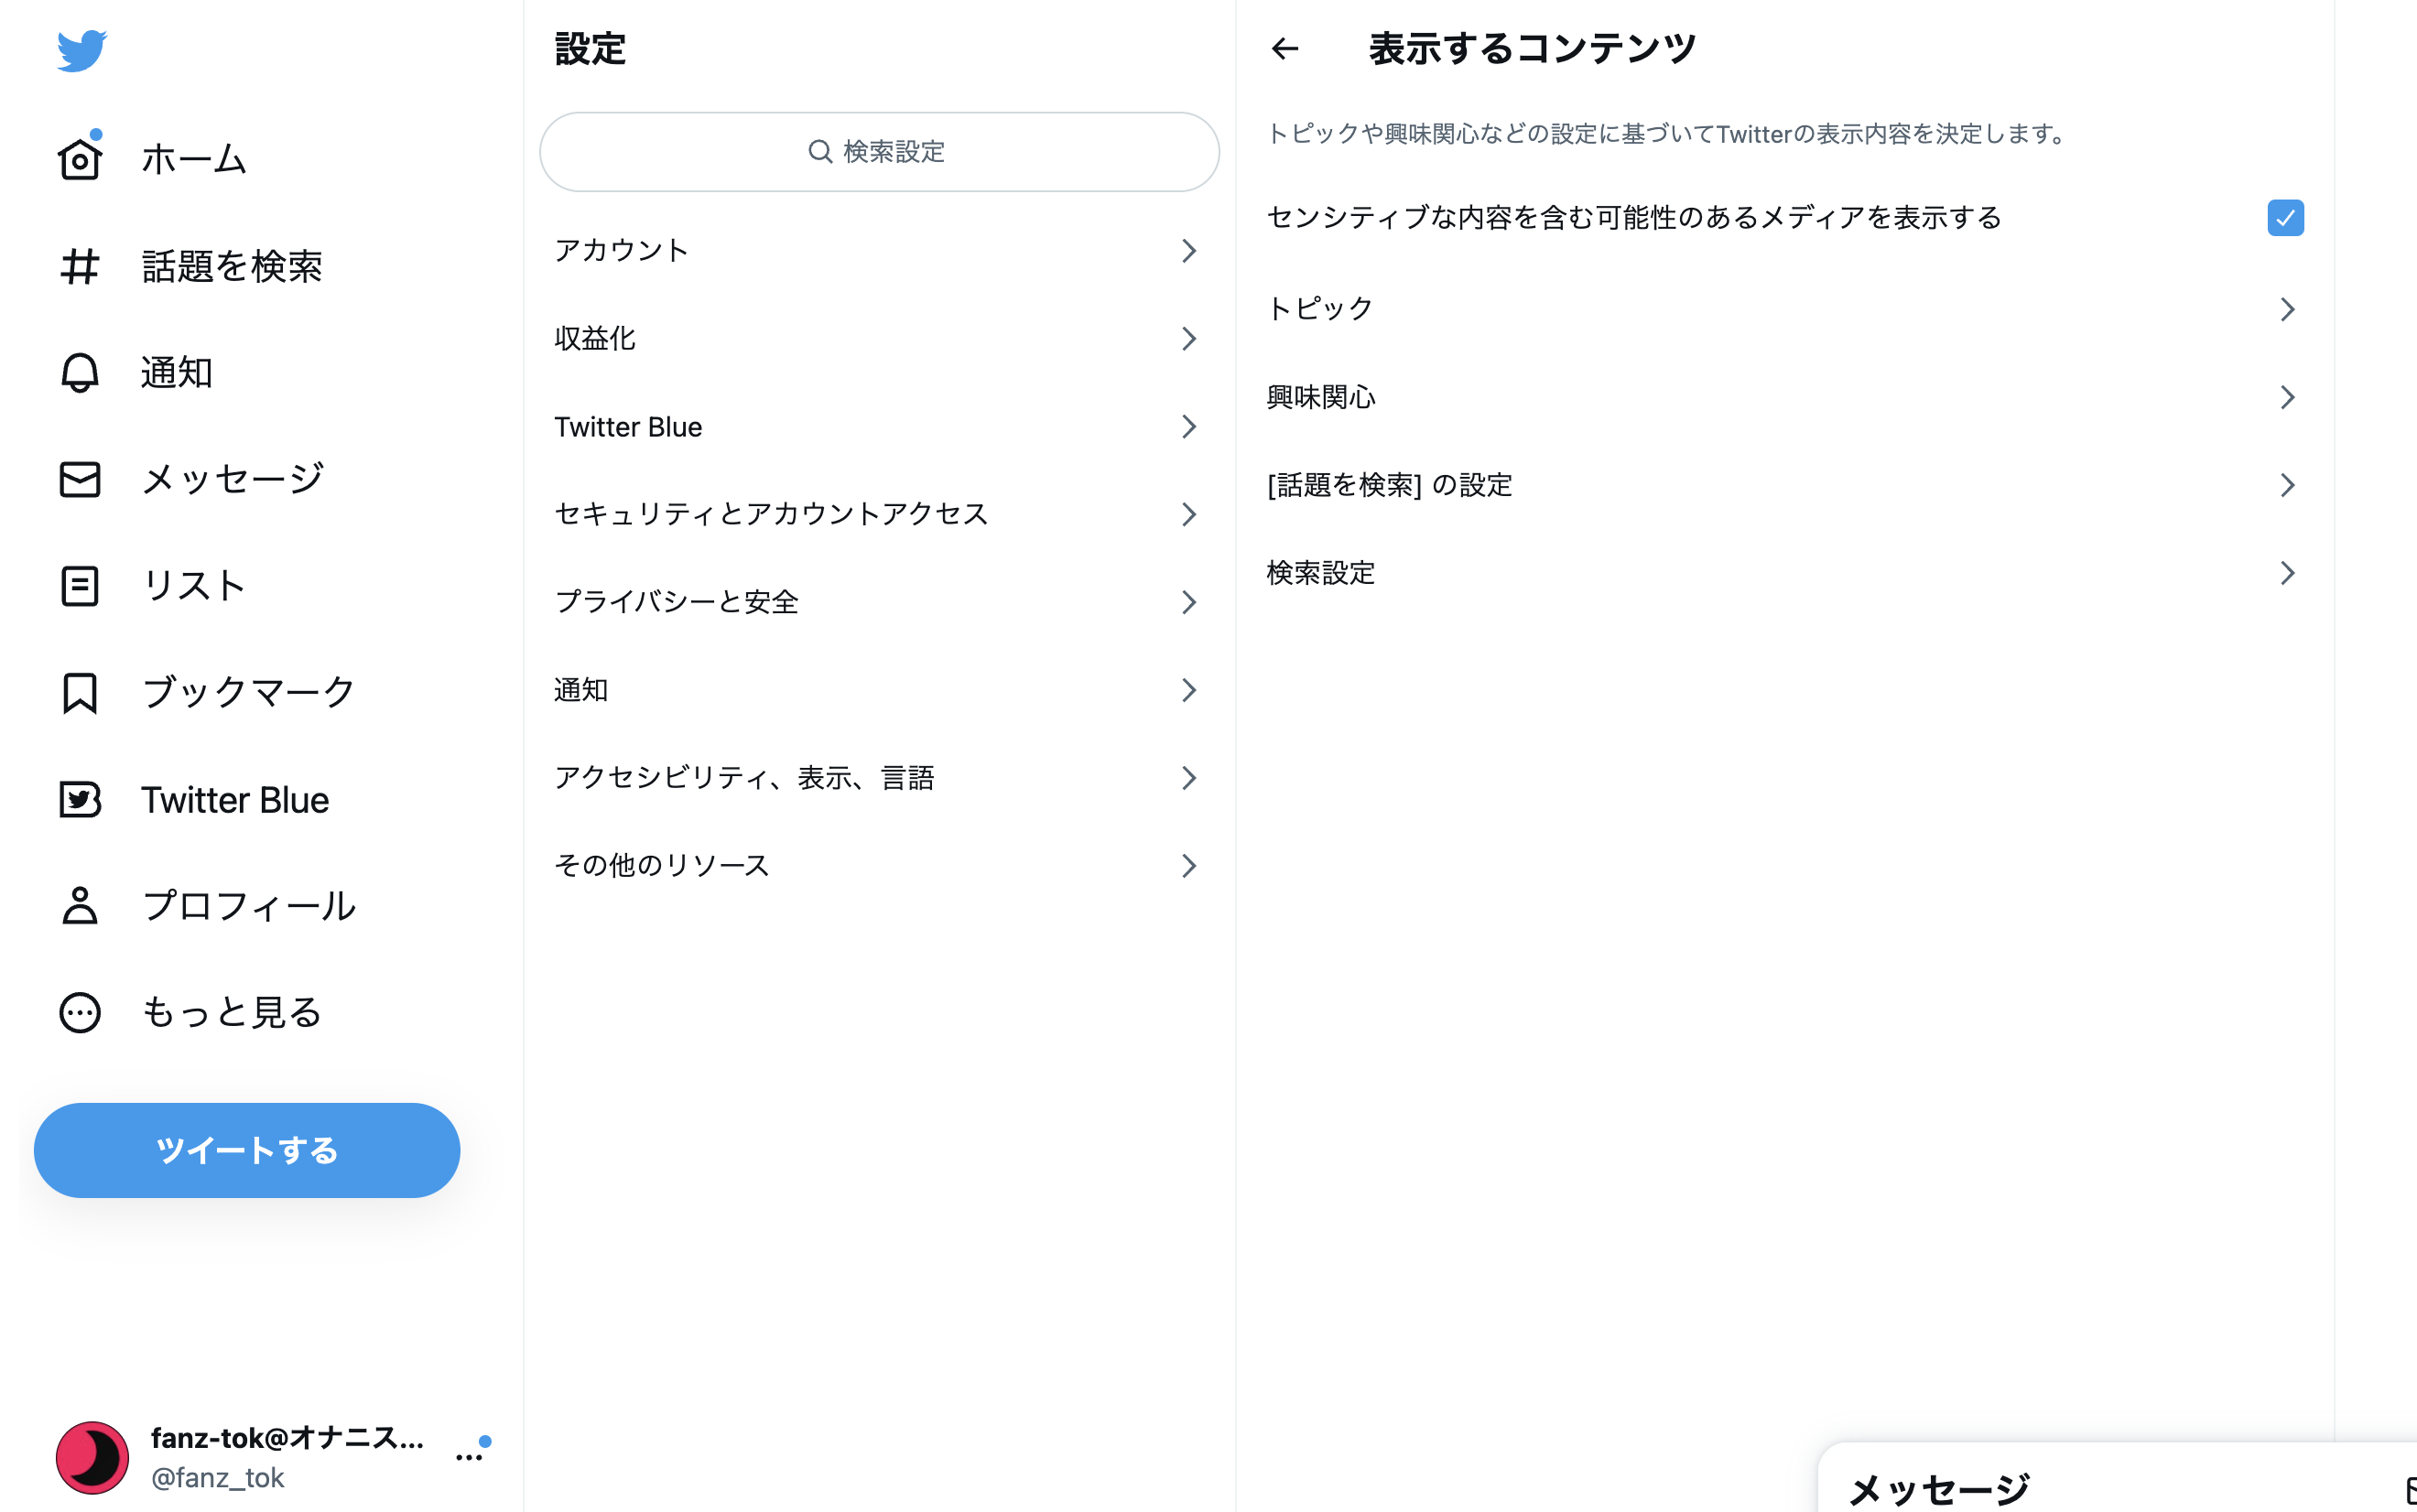 ホーム
話題を検索
通知
メッセージ
リスト
ブックマーク
Twitter Blue
プロフィール
もっと見る
ツイートする
fanz-tok@オナニス...
@fanz_tok
設定
検索設定
アカウント
収益化
Twitter Blue
セキュリティとアカウントアクセス
プライバシーと安全
通知
アクセシビリティ、表示、言語
その他のリソース
表示するコンテンツ
トピックや興味関心などの設定に基づいてTwitterの表示内容を決定します。
センシティブな内容を含む可能性のあるメディアを表示する
トピック
興味関心
[話題を検索] の設定
検索設定
メッセージ